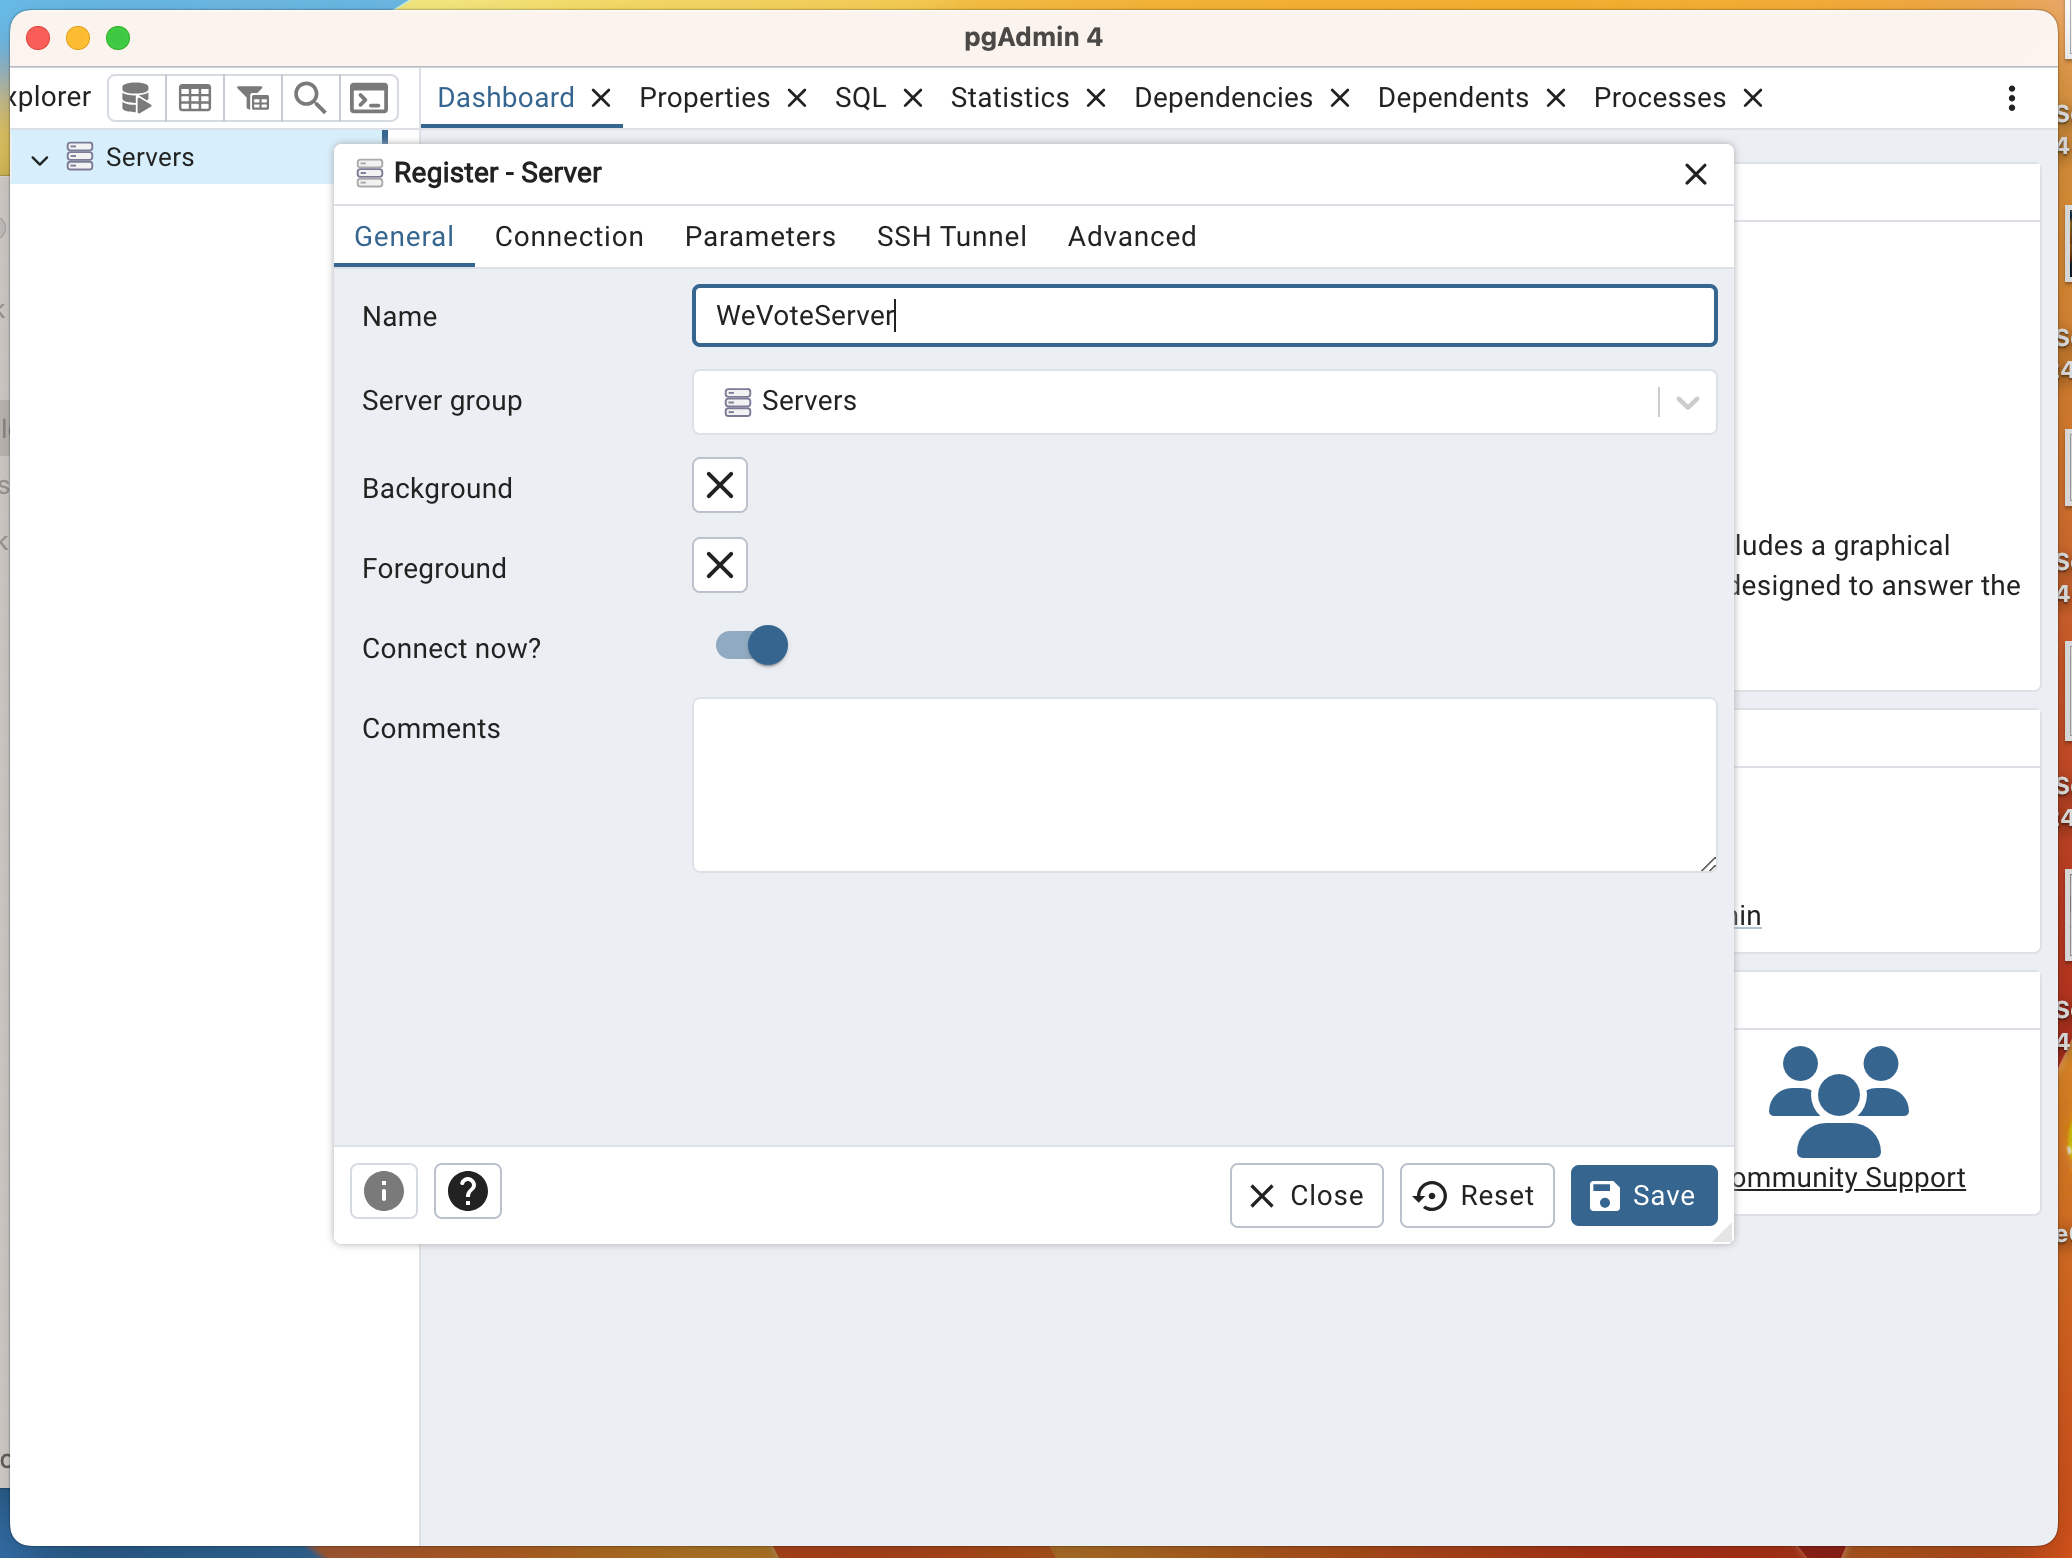 pgAdmin 4
xplorer
Dashboard Properties SQL Statistics Dependencies Dependents Processes
Servers
Register - Server
General Connection Parameters SSH Tunnel Advanced
Name WeVoteServer
Server group Servers
Background
Foreground
Connect now?
Comments
ludes a graphical
designed to answer the
in
ommunity Support
Close Reset Save